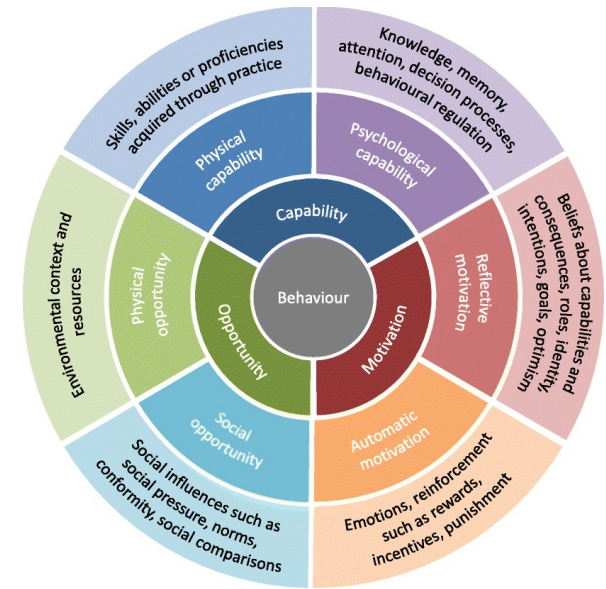 Skills, abilities or proficiencies
acquired through practice
Knowledge, memory,
attention, decision processes,
behavioural regulation
Physical
capability
Psychological
capability
Capability
Environmental context and
resources
Physical
opportunity
Opportunity
Behaviour
Motivation
Reflective
motivation
Beliefs about capabilities and
consequences, roles, identity,
intentions, goals, optimism
Social
opportunity
Automatic
motivation
Social influences such as
social pressure, norms,
conformity, social comparisons
Emotions, reinforcement
such as rewards,
incentives, punishment